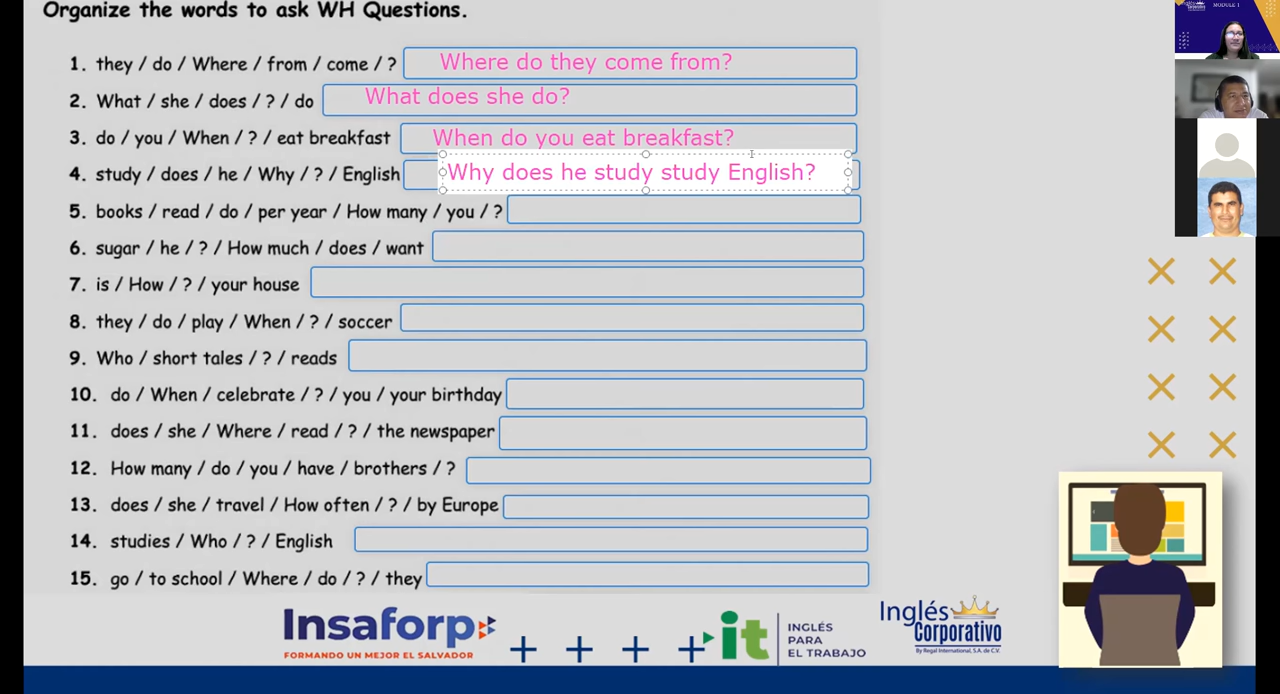 Organize the words to ask WH Questions.
1. they / do / Where / from / come / ? Where do they come from?
2. What / she / does / ? / do What does she do?
3. do / you / When / ? / eat breakfast When do you eat breakfast?
4. study / does / he / Why / ? / English Why does he study study English?
5. books / read / do / per year / How many / you / ?
6. sugar / he / ? / How much / does / want
7. is / How / ? / your house
8. they / do / play / When / ? / soccer
9. Who / short tales / ? / reads
10. do / When / celebrate / ? / you / your birthday
11. does / she / Where / read / ? / the newspaper
12. How many / do / you / have / brothers / ?
13. does / she / travel / How often / ? / by Europe
14. studies / Who / ? / English
15. go / to school / Where / do / ? / they
Insaforp
FORMANDO UN MEJOR EL SALVADOR
it
INGLÉS
PARA
EL TRABAJO
Inglés
Corporativo
By Regal International, S.A. de C.V.
MODULE 1